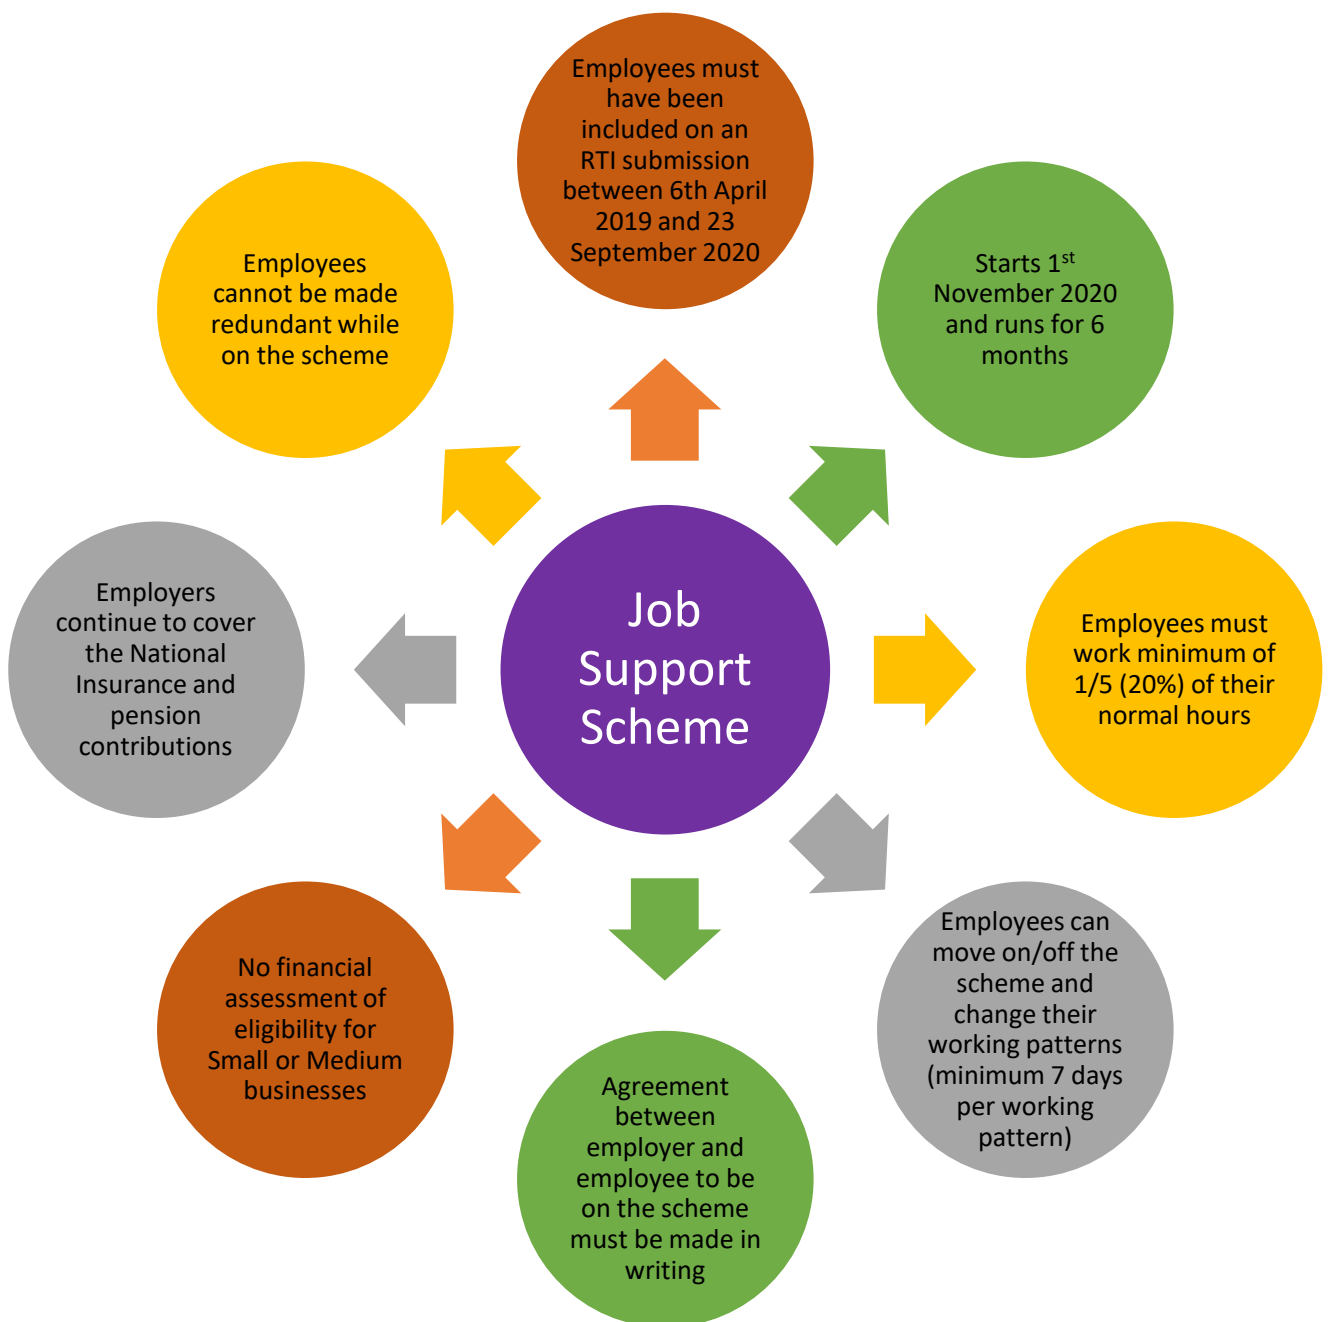 Employees must
have been
included on an
RTI submission
between 6th April
2019 and 23
September 2020
Starts 1st
November 2020
and runs for 6
months
Employees must
work minimum of
1/5 (20%) of their
normal hours
Employees can
move on/off the
scheme and
change their
working patterns
(minimum 7 days
per working
pattern)
Agreement
between
employer and
employee to be
on the scheme
must be made in
writing
No financial
assessment of
eligibility for
Small or Medium
businesses
Employers
continue to cover
the National
Insurance and
pension
contributions
Employees
cannot be made
redundant while
on the scheme
Job
Support
Scheme